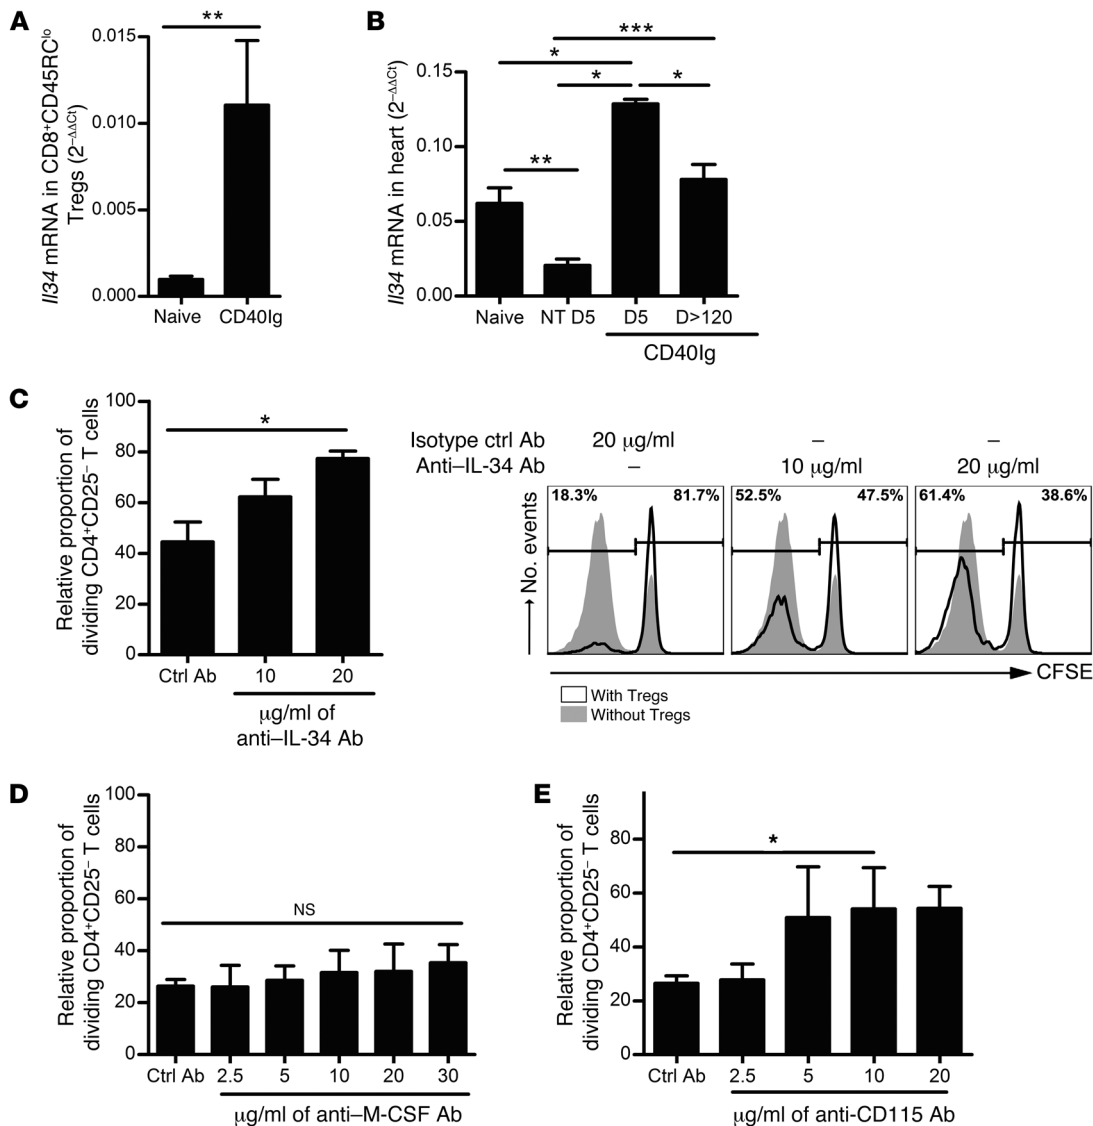 A
Il34 mRNA in CD8⁺CD45RCˡᵒ
Tregs (2⁻ΔΔCt)
**
0.015
0.010
0.005
0.000
Naive
CD40Ig
B
Il34 mRNA in heart (2⁻ΔΔCt)
***
*
*
*
**
0.15
0.10
0.05
0.00
Naive
NT D5
D5
D>120
CD40Ig
C
Relative proportion of
dividing CD4⁺CD25⁻ T cells
100
80
60
40
20
0
*
Ctrl Ab
10
20
μg/ml of
anti–IL-34 Ab
Isotype ctrl Ab 20 μg/ml – –
Anti–IL-34 Ab – 10 μg/ml 20 μg/ml
18.3% 81.7% 52.5% 47.5% 61.4% 38.6%
→ No. events
CFSE
With Tregs
Without Tregs
D
Relative proportion of
dividing CD4⁺CD25⁻ T cells
100
80
60
40
20
0
NS
Ctrl Ab
2.5
5
10
20
30
μg/ml of anti–M-CSF Ab
E
Relative proportion of
dividing CD4⁺CD25⁻ T cells
80
60
40
20
0
*
Ctrl Ab
2.5
5
10
20
μg/ml of anti-CD115 Ab